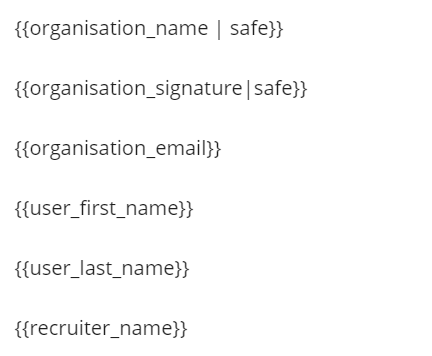 {{organisation_name | safe}}
{{organisation_signature|safe}}
{{organisation_email}}
{{user_first_name}}
{{user_last_name}}
{{recruiter_name}}